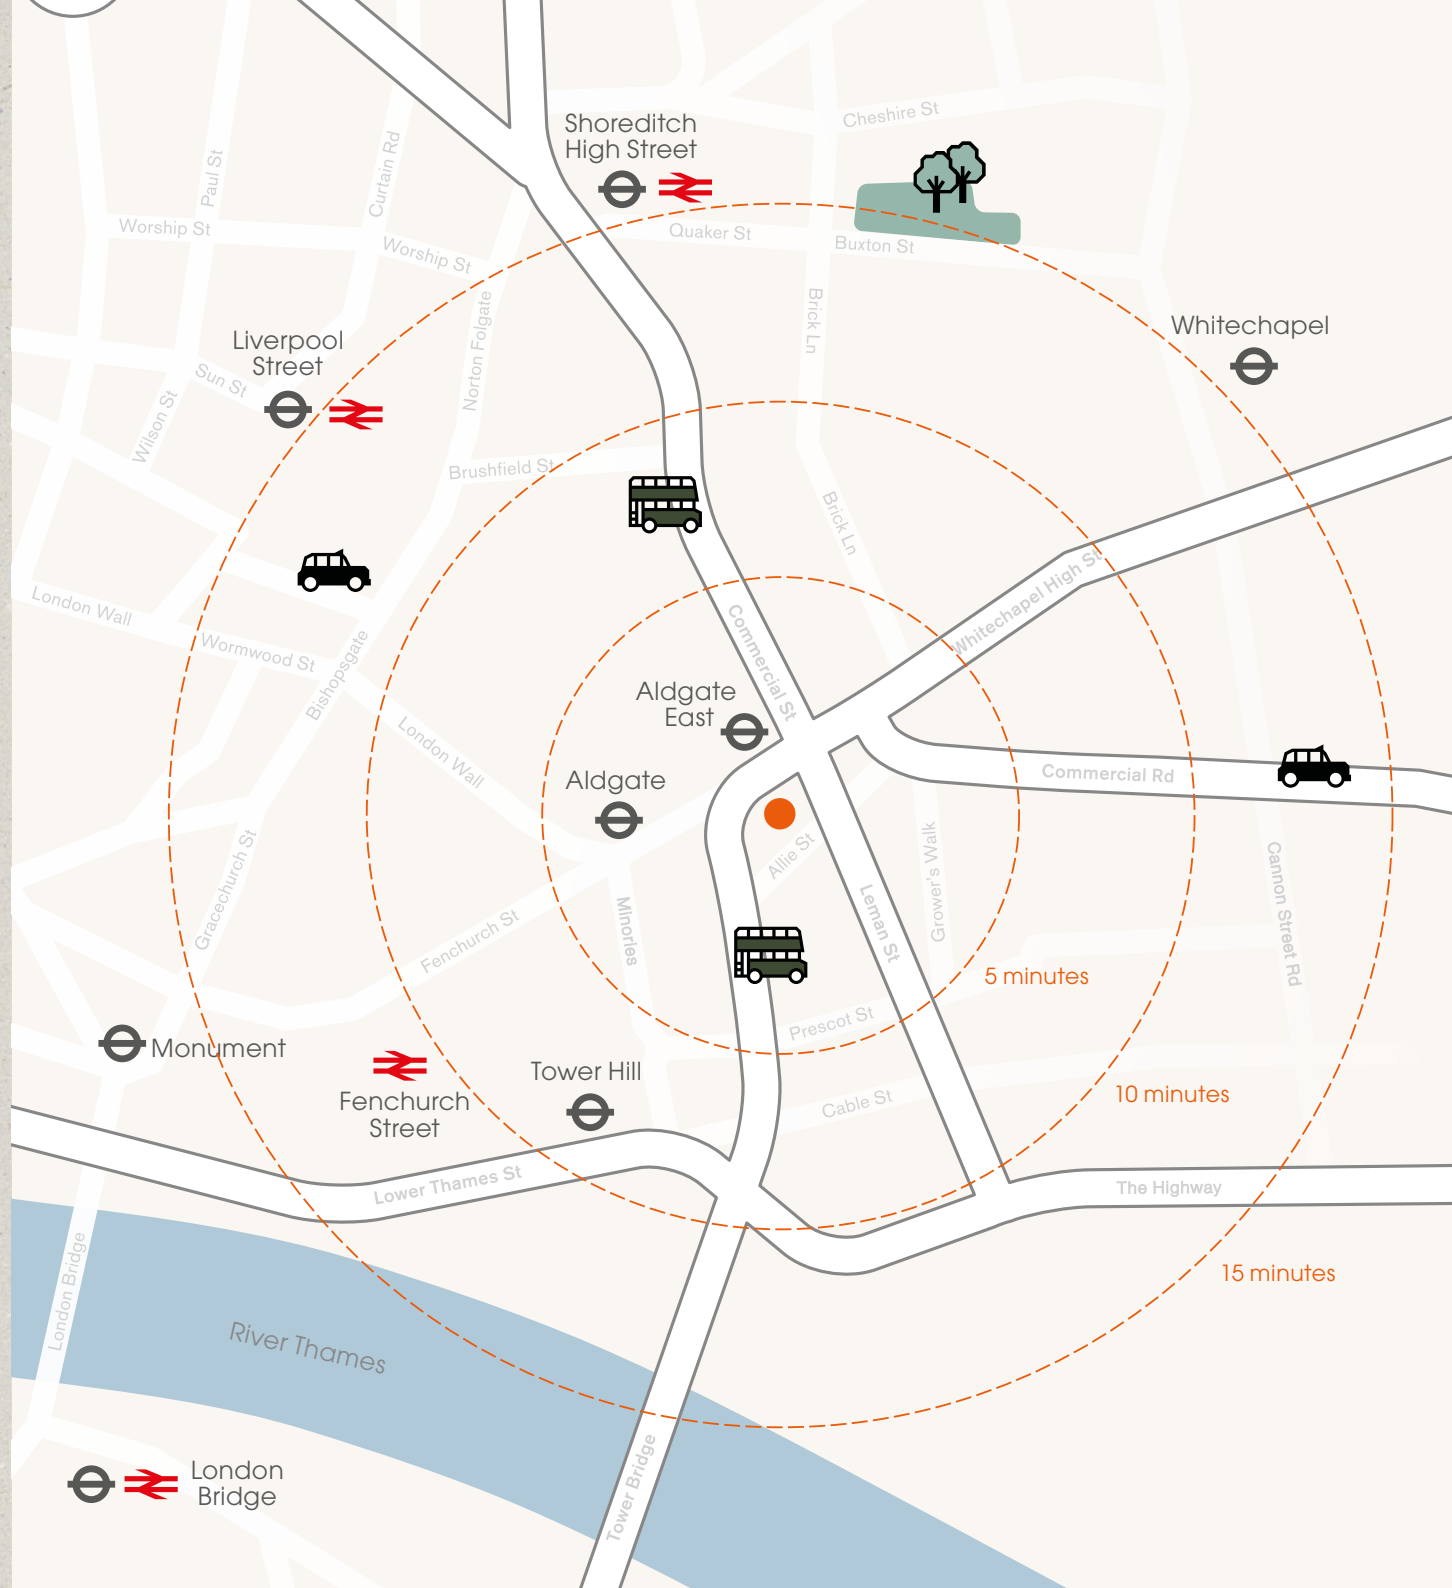 Cheshire St
Shoreditch
High Street
Paul St
Curtain Rd
Worship St
Worship St
Quaker St
Buxton St
Norton Folgate
Brick Ln
Whitechapel
Liverpool
Street
Sun St
Wilson St
Brushfield St
Brick Ln
Whitechapel High St
London Wall
Wormwood St
Bishopsgate
Commercial St
Aldgate
East
London Wall
Aldgate
Commercial Rd
Allie St
Grower's Walk
Gracechurch St
Cannon Street Rd
Minories
Leman St
Fenchurch St
5 minutes
Prescot St
Monument
Tower Hill
10 minutes
Cable St
Fenchurch
Street
Lower Thames St
The Highway
London Bridge
15 minutes
River Thames
Tower Bridge
London
Bridge